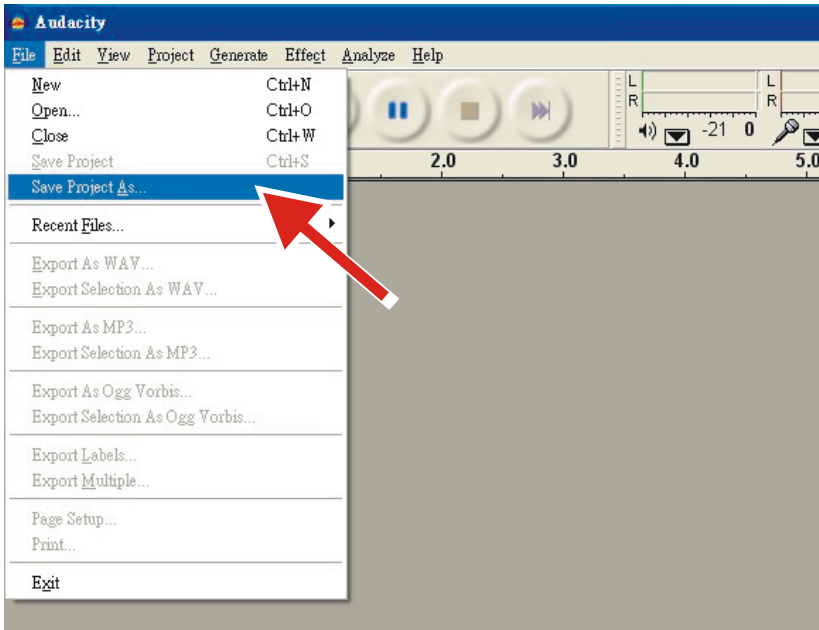 Audacity
File Edit View Project Generate Effect Analyze Help
New Ctrl+N
Open... Ctrl+O
Close Ctrl+W
Save Project Ctrl+S
Save Project As...
Recent Files...
Export As WAV...
Export Selection As WAV...
Export As MP3...
Export Selection As MP3...
Export As Ogg Vorbis...
Export Selection As Ogg Vorbis...
Export Labels...
Export Multiple...
Page Setup...
Print...
Exit
L L
R R
-21 0
2.0 3.0 4.0 5.0